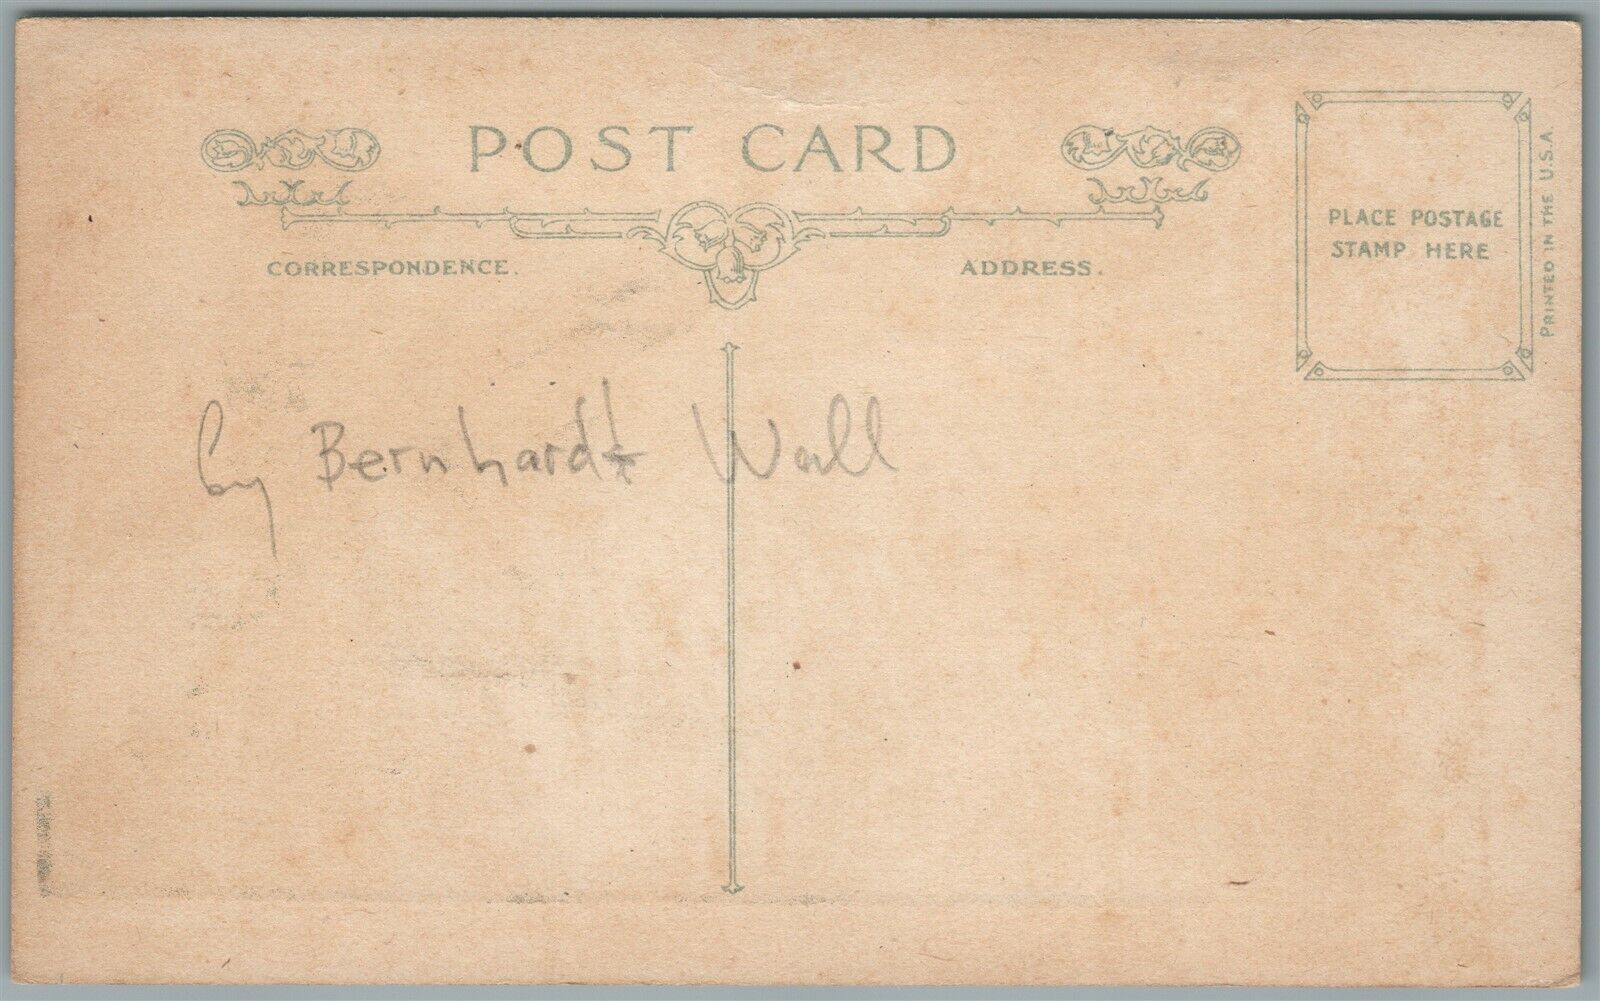 POST CARD
CORRESPONDENCE.
ADDRESS.
PLACE POSTAGE
STAMP HERE
PRINTED IN THE U.S.A.
by Bernhardt Wall